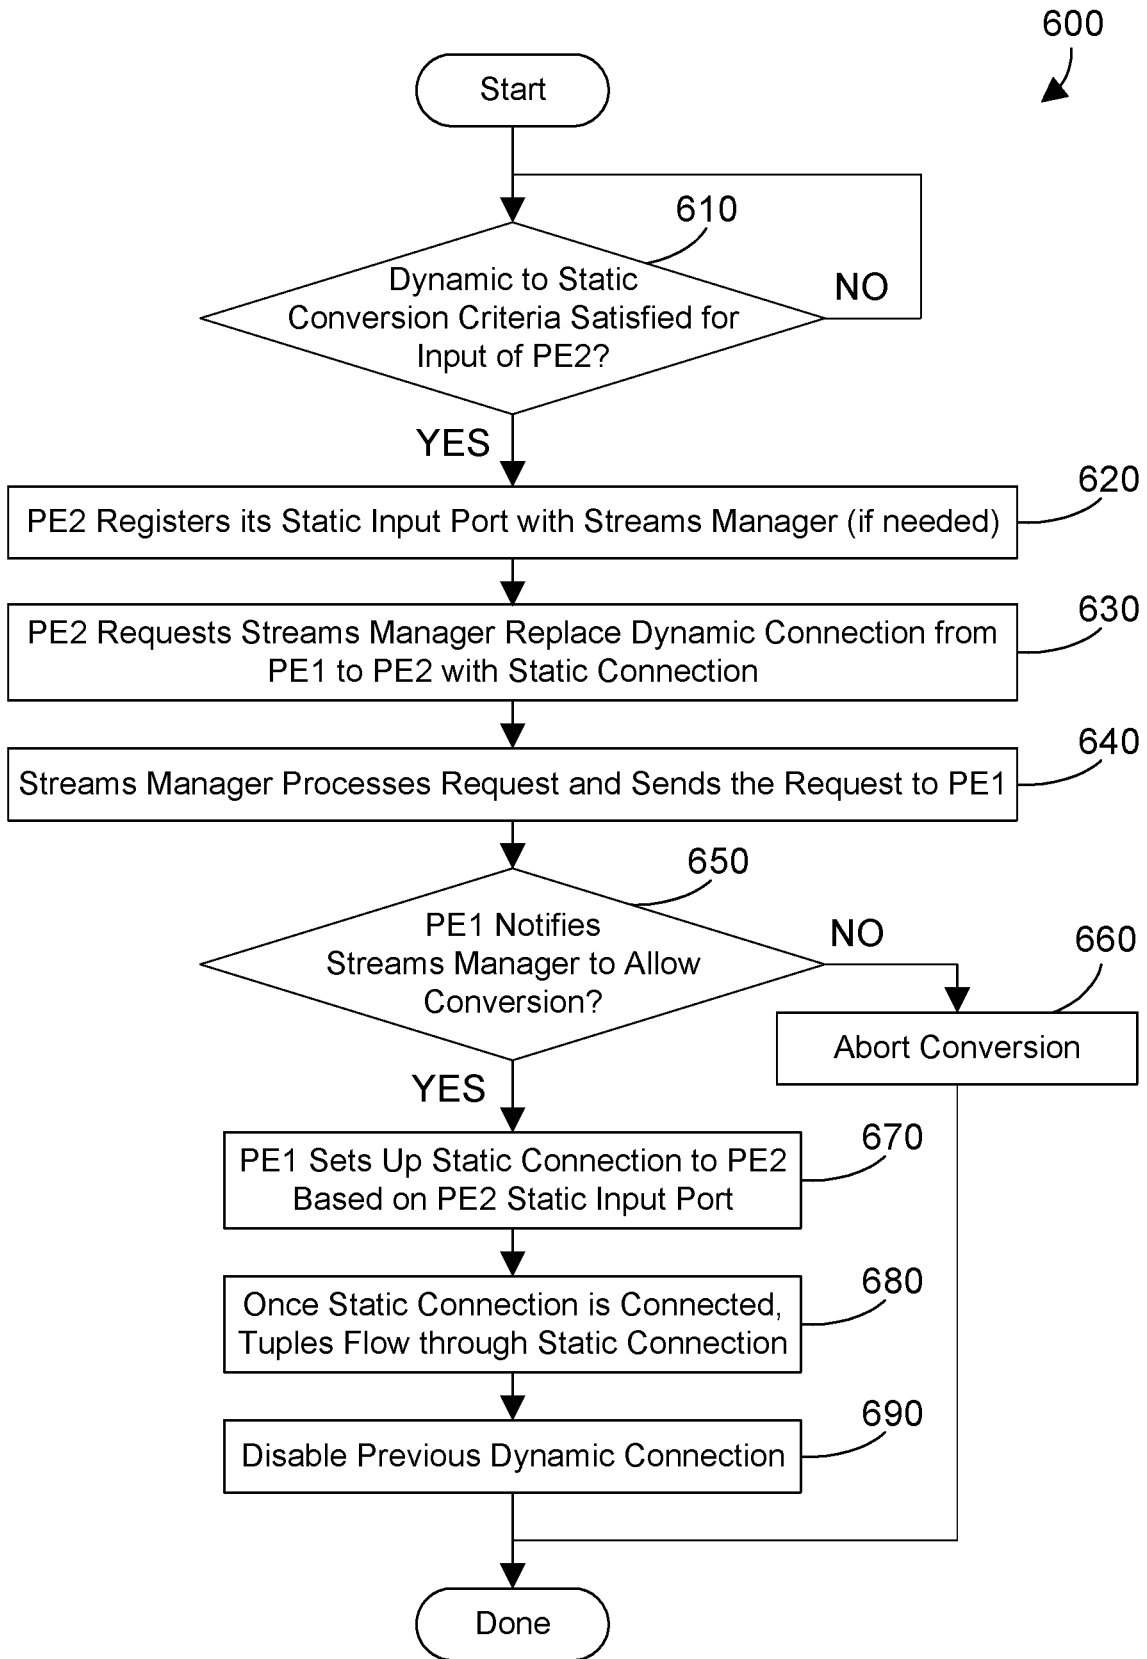 600
Start
610
Dynamic to Static
Conversion Criteria Satisfied for
Input of PE2?
NO
YES
620
PE2 Registers its Static Input Port with Streams Manager (if needed)
630
PE2 Requests Streams Manager Replace Dynamic Connection from
PE1 to PE2 with Static Connection
640
Streams Manager Processes Request and Sends the Request to PE1
650
PE1 Notifies
Streams Manager to Allow
Conversion?
NO
660
Abort Conversion
YES
670
PE1 Sets Up Static Connection to PE2
Based on PE2 Static Input Port
680
Once Static Connection is Connected,
Tuples Flow through Static Connection
690
Disable Previous Dynamic Connection
Done